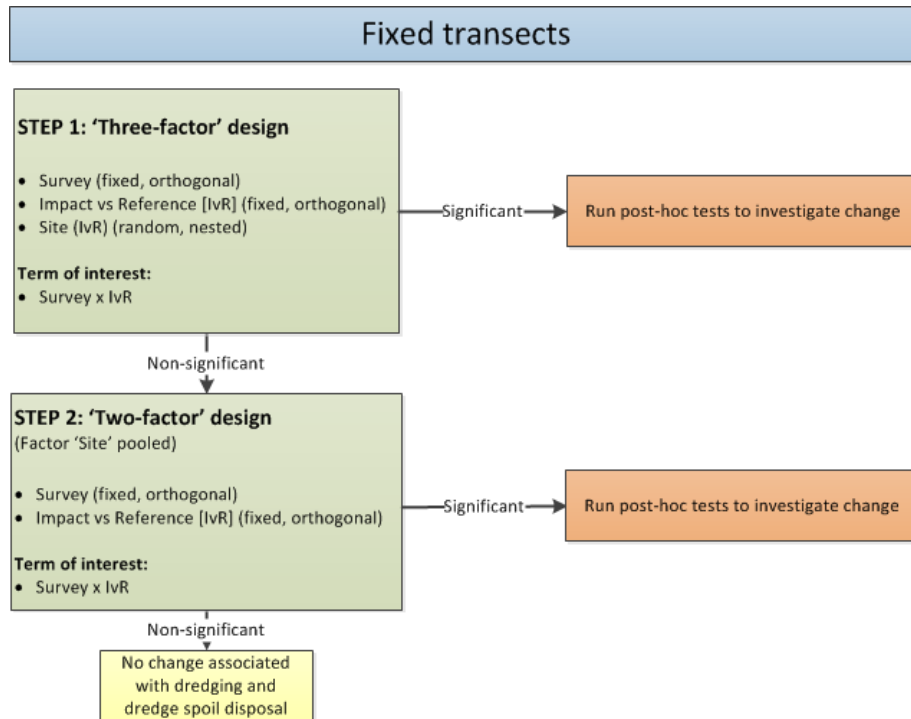 Fixed transects
STEP 1: ‘Three-factor’ design
• Survey (fixed, orthogonal)
• Impact vs Reference [IvR] (fixed, orthogonal)
• Site (IvR) (random, nested)
Term of interest:
• Survey x IvR
Significant
Run post-hoc tests to investigate change
Non-significant
STEP 2: ‘Two-factor’ design
(Factor ‘Site’ pooled)
• Survey (fixed, orthogonal)
• Impact vs Reference [IvR] (fixed, orthogonal)
Term of interest:
• Survey x IvR
Significant
Run post-hoc tests to investigate change
Non-significant
No change associated
with dredging and
dredge spoil disposal